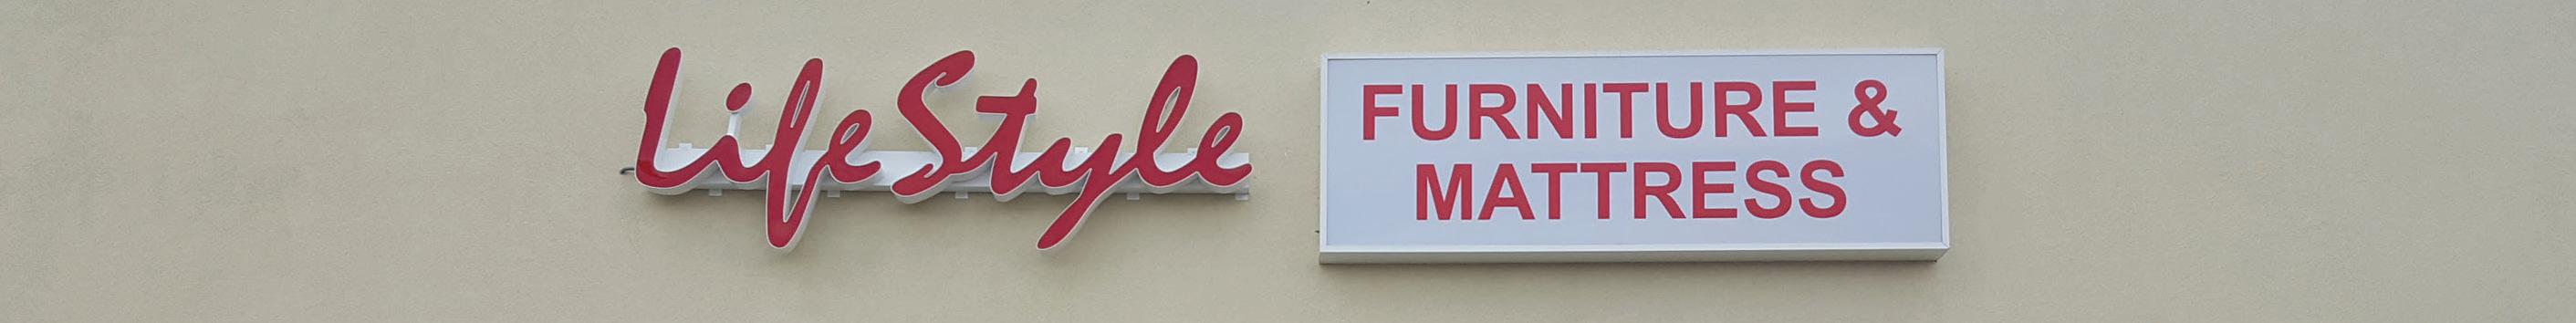 LifeStyle
FURNITURE &
MATTRESS